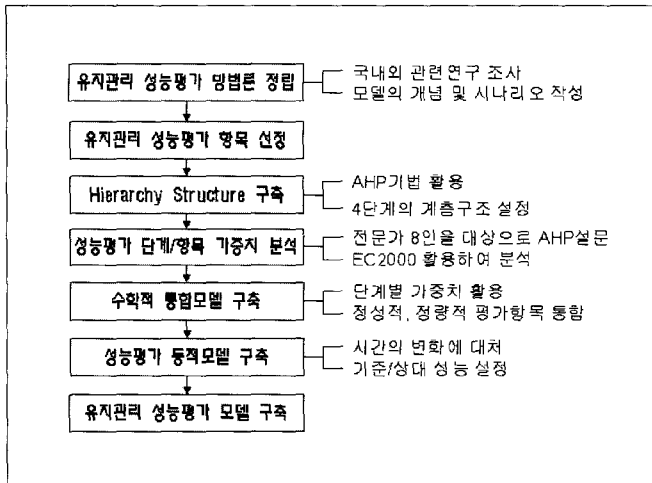 유지관리 성능평가 방법론 정립
국내외 관련연구 조사
모델의 개념 및 시나리오 작성
유지관리 성능평가 항목 선정
Hierarchy Structure 구축
AHP기법 활용
4단계의 계층구조 설정
성능평가 단계/항목 가중치 분석
전문가 8인을 대상으로 AHP설문
EC2000 활용하여 분석
수학적 통합모델 구축
단계별 가중치 활용
정성적, 정량적 평가항목 통합
성능평가 동적모델 구축
시간의 변화에 대처
기준/상대 성능 설정
유지관리 성능평가 모델 구축